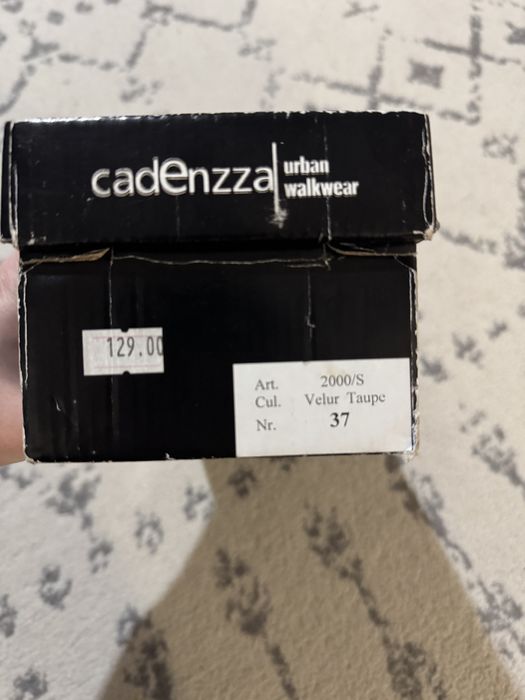 cadenzza
urban
walkwear
129.00
Art. 2000/S
Cul. Velur Taupe
Nr. 37